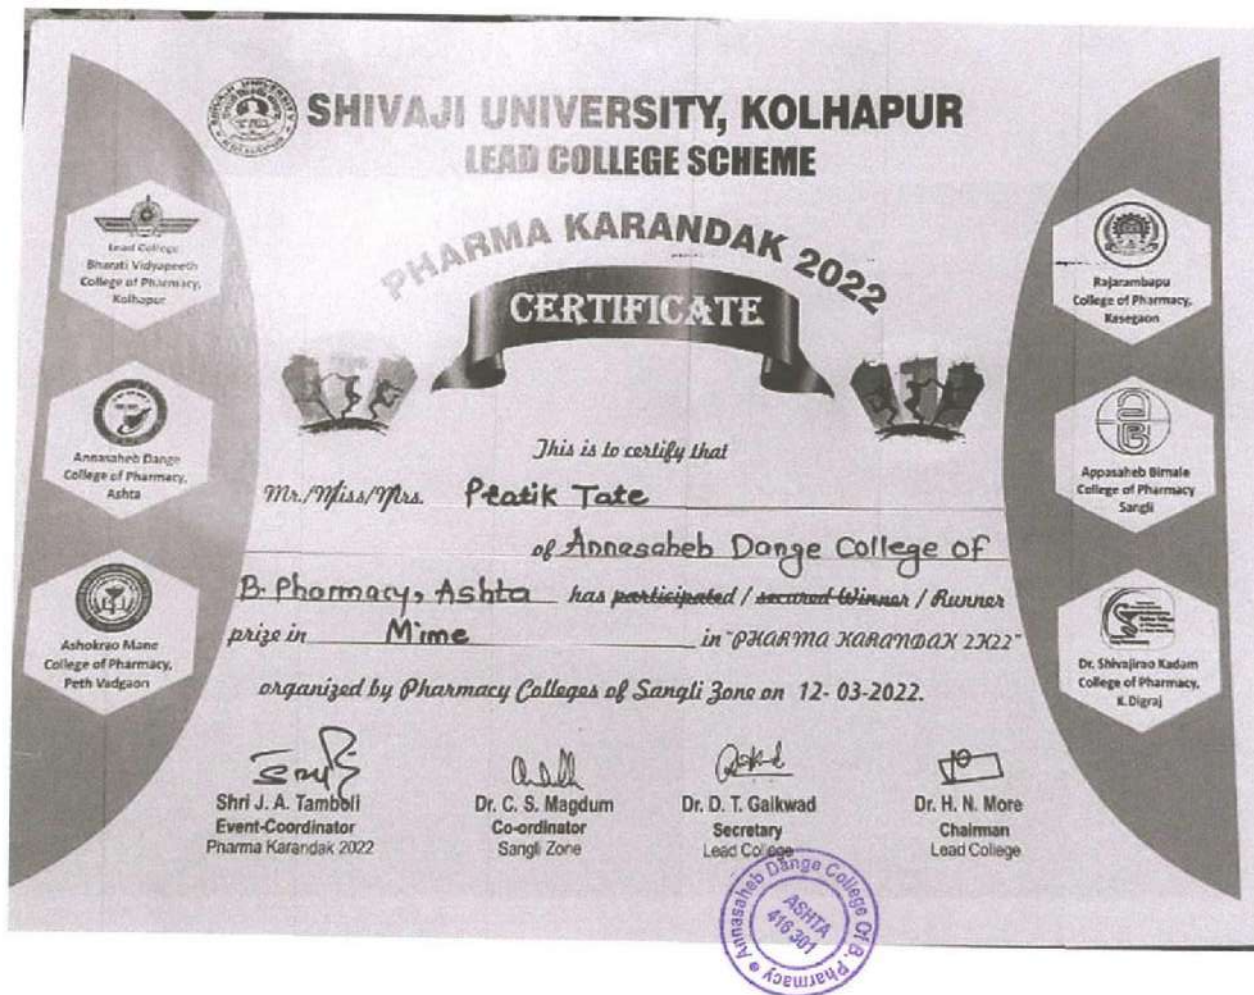 SHIVAJI UNIVERSITY, KOLHAPUR
LEAD COLLEGE SCHEME
PHARMA KARANDAK 2022
CERTIFICATE
Lead College
Bharati Vidyapeeth
College of Pharmacy,
Kolhapur
Annasaheb Dange
College of Pharmacy,
Ashta
Ashokrao Mane
College of Pharmacy,
Peth Vadgaon
Rajarambapu
College of Pharmacy,
Kasegaon
Appasaheb Birnale
College of Pharmacy
Sangli
Dr. Shivajirao Kadam
College of Pharmacy,
K.Digraj
This is to certify that
Mr./Miss/Mrs. Pratik Tate
of Annasaheb Dange College of
B. Pharmacy, Ashta has participated / secured Winner / Runner
prize in Mime in "PHARMA KARANDAK 2K22"
organized by Pharmacy Colleges of Sangli Zone on 12-03-2022.
Shri J. A. Tamboli
Event-Coordinator
Pharma Karandak 2022
Dr. C. S. Magdum
Co-ordinator
Sangli Zone
Dr. D. T. Gaikwad
Secretary
Lead College
Dr. H. N. More
Chairman
Lead College
Annasaheb Dange College Of B. Pharmacy
ASHTA
416 301